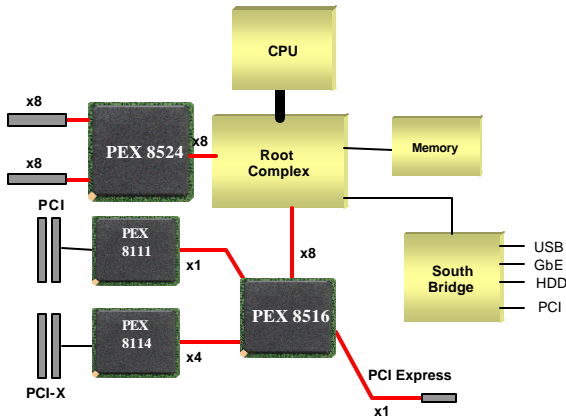 CPU
x8
PEX 8524
x8
Root
Complex
Memory
x8
PCI
PEX
8111
x1
x8
South
Bridge
USB
GbE
HDD
PCI
PEX 8516
PEX
8114
x4
PCI-X
PCI Express
x1